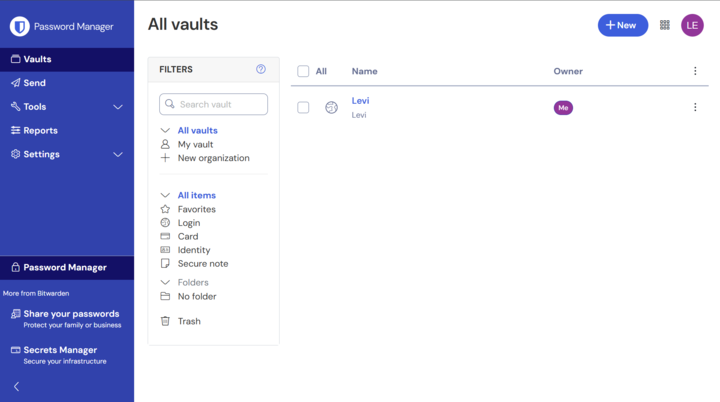 Password Manager
Vaults
Send
Tools
Reports
Settings
Password Manager
More from Bitwarden
Share your passwords
Protect your family or business
Secrets Manager
Secure your infrastructure
All vaults
New
LE
FILTERS
Search vault
All vaults
My vault
New organization
All items
Favorites
Login
Card
Identity
Secure note
Folders
No folder
Trash
All Name Owner
Levi
Levi
Me